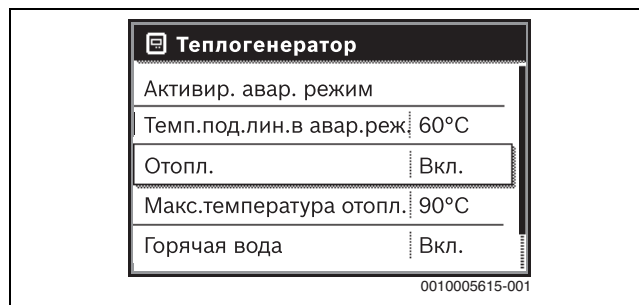 Теплогенератор
Активир. авар. режим
Темп.под.лин.в авар.реж. 60°C
Отопл. Вкл.
Макс.температура отопл. 90°C
Горячая вода Вкл.
0010005615-001